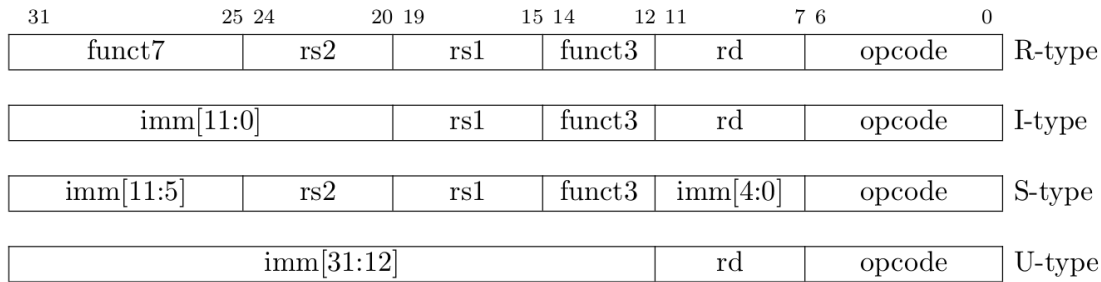 31 25 24 20 19 15 14 12 11 7 6 0
funct7 rs2 rs1 funct3 rd opcode R-type
imm[11:0] rs1 funct3 rd opcode I-type
imm[11:5] rs2 rs1 funct3 imm[4:0] opcode S-type
imm[31:12] rd opcode U-type